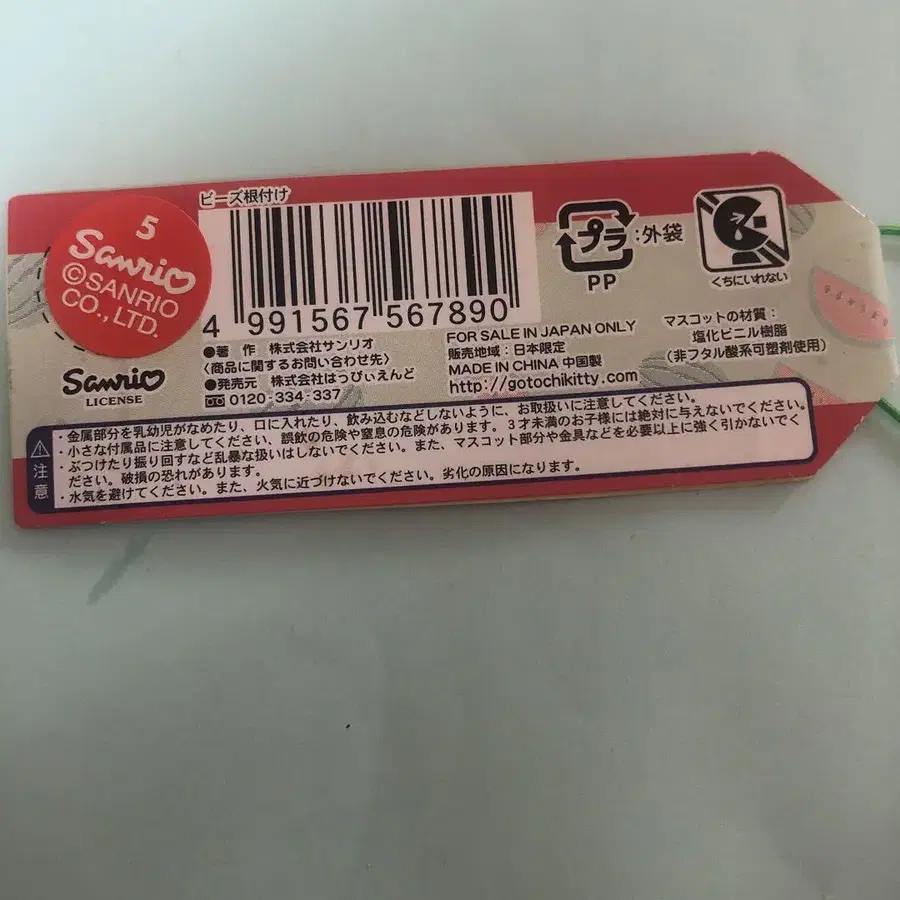 5
Sanrio
©SANRIO
CO., LTD.
Sanrio
LICENSE
ビーズ根付け
4 991567 567890
●著 作 株式会社サンリオ
〈商品に関するお問い合わせ先〉
●発売元 株式会社はっぴぃえんど
0120-334-337
FOR SALE IN JAPAN ONLY
販売地域:日本限定
MADE IN CHINA 中国製
http://gotochikitty.com
プラ:外袋
PP
くちにいれない
マスコットの材質:
塩化ビニル樹脂
(非フタル酸系可塑剤使用)
注意
・金属部分を乳幼児がなめたり、口に入れたり、飲み込むなどしないように、お取扱いに注意してください。
・小さな付属品に注意してください、誤飲の危険や窒息の危険があります。3才未満のお子様には絶対に与えないでください。
・ぶつけたり振り回すなど乱暴な扱いはしないでください。また、マスコット部分や金具などを必要以上に強く引かないでく
ださい。破損の恐れがあります。
・水気を避けてください。また、火気に近づけないでください。劣化の原因になります。